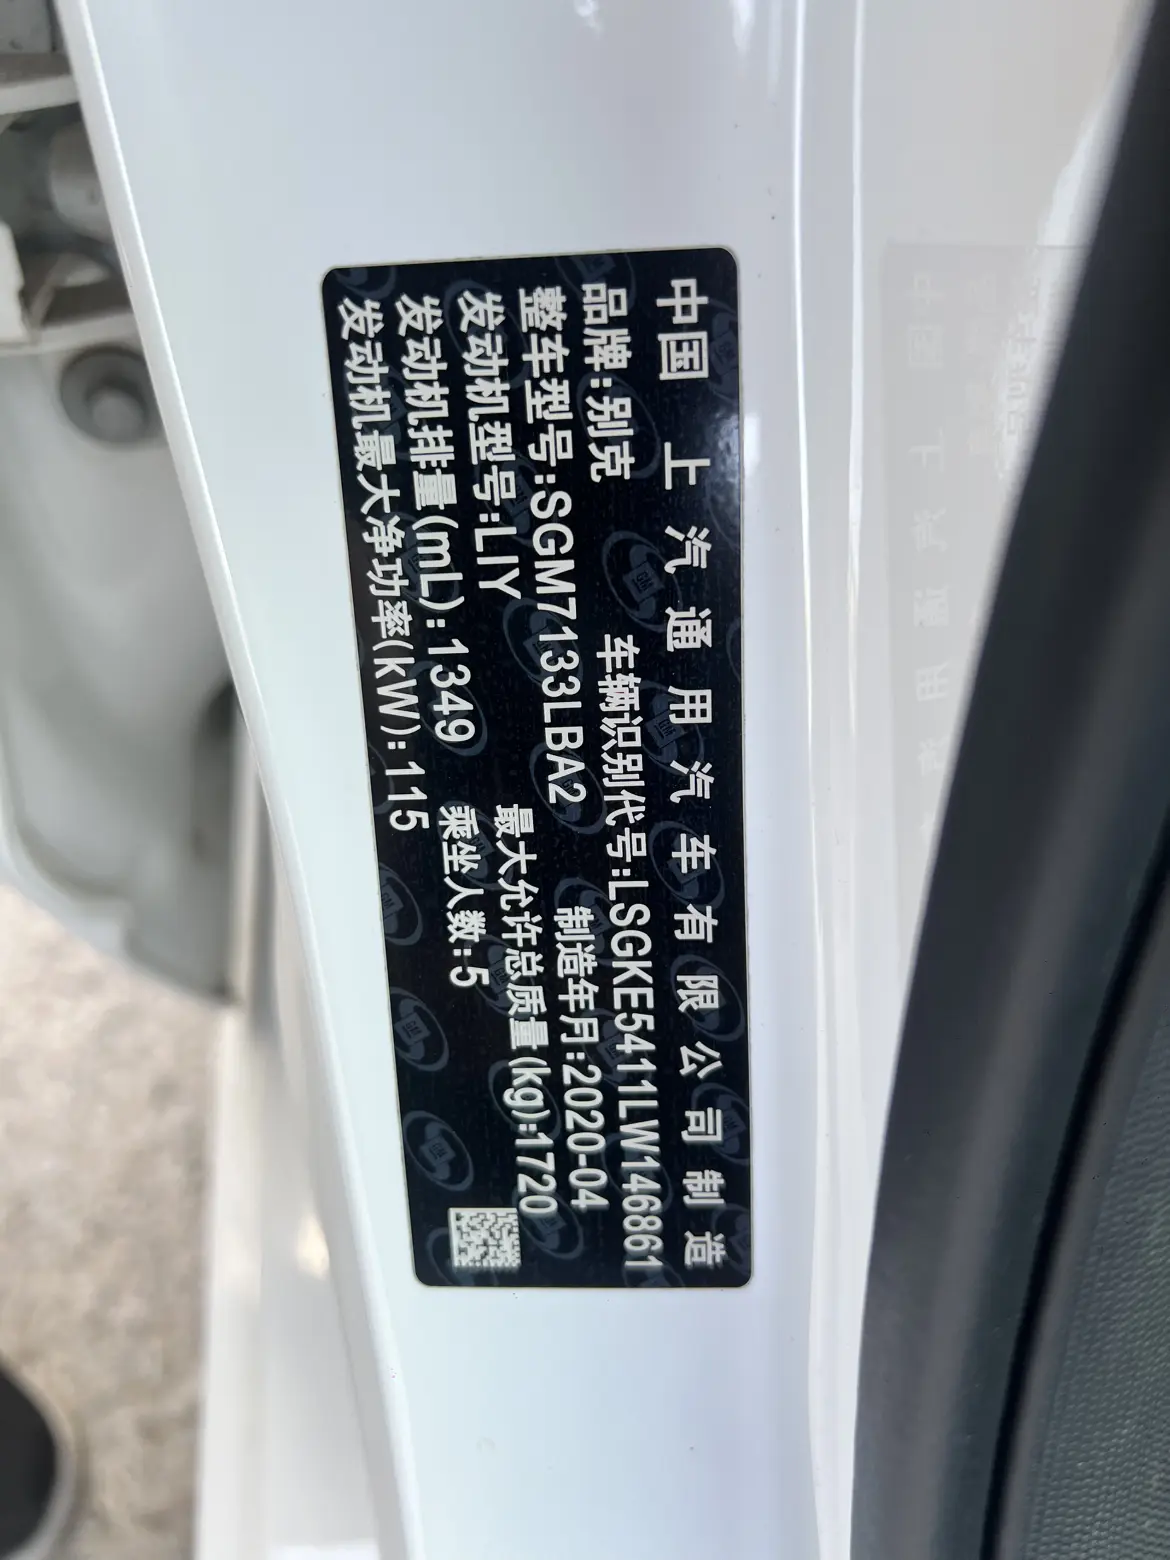 中国上汽通用汽车有限公司制造
品牌:别克 车辆识别代号:LSGKE5411LW146861
整车型号:SGM7133LBA2 制造年月:2020-04
发动机型号:LIY 最大允许总质量(kg):1720
发动机排量(mL):1349 乘坐人数:5
发动机最大净功率(kW):115